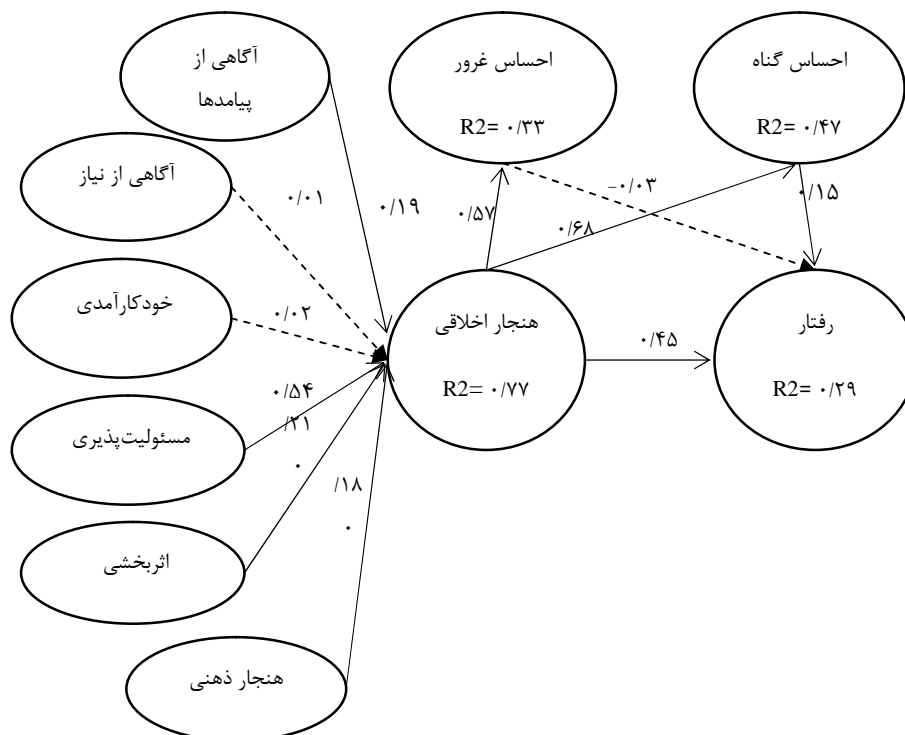 آگاهی از
پیامدها
احساس غرور
R2= ۰/۳۳
احساس گناه
R2= ۰/۴۷
آگاهی از نیاز
۰/۰۱
۰/۱۹
۰/۵۷
۰/۶۸
-۰/۰۳
۰/۱۵
خودکارآمدی
۰/۰۲
هنجار اخلاقی
R2= ۰/۷۷
۰/۴۵
رفتار
R2= ۰/۲۹
مسئولیت‌پذیری
۰/۵۴
/۲۱
۰
/۱۸
۰
اثربخشی
هنجار ذهنی